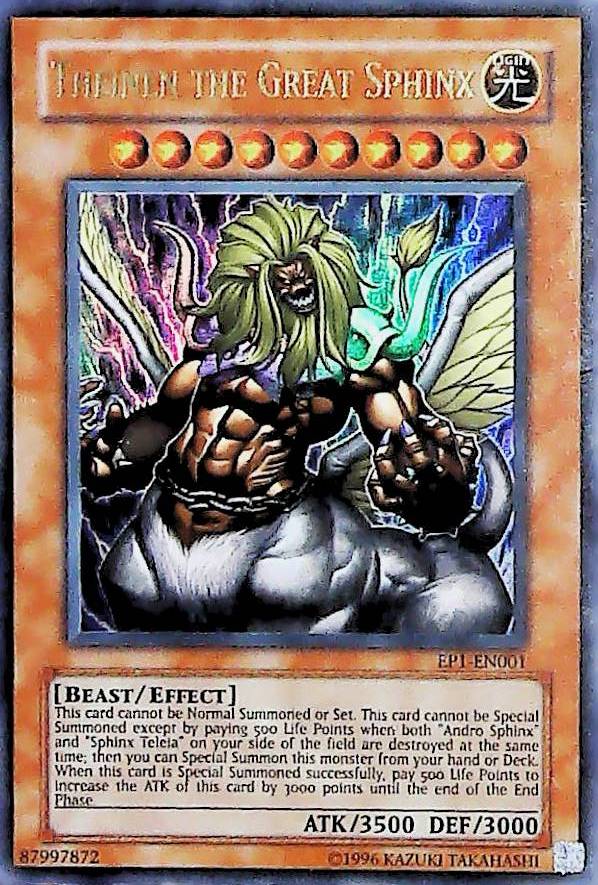 THEINEN THE GREAT SPHINX
LIGHT
光
EP1-EN001
[BEAST/EFFECT]
This card cannot be Normal Summoned or Set. This card cannot be Special
Summoned except by paying 500 Life Points when both "Andro Sphinx"
and "Sphinx Teleia" on your side of the field are destroyed at the same
time; then you can Special Summon this monster from your hand or Deck.
When this card is Special Summoned successfully, pay 500 Life Points to
increase the ATK of this card by 3000 points until the end of the End
Phase.
ATK/3500 DEF/3000
87997872
©1996 KAZUKI TAKAHASHI